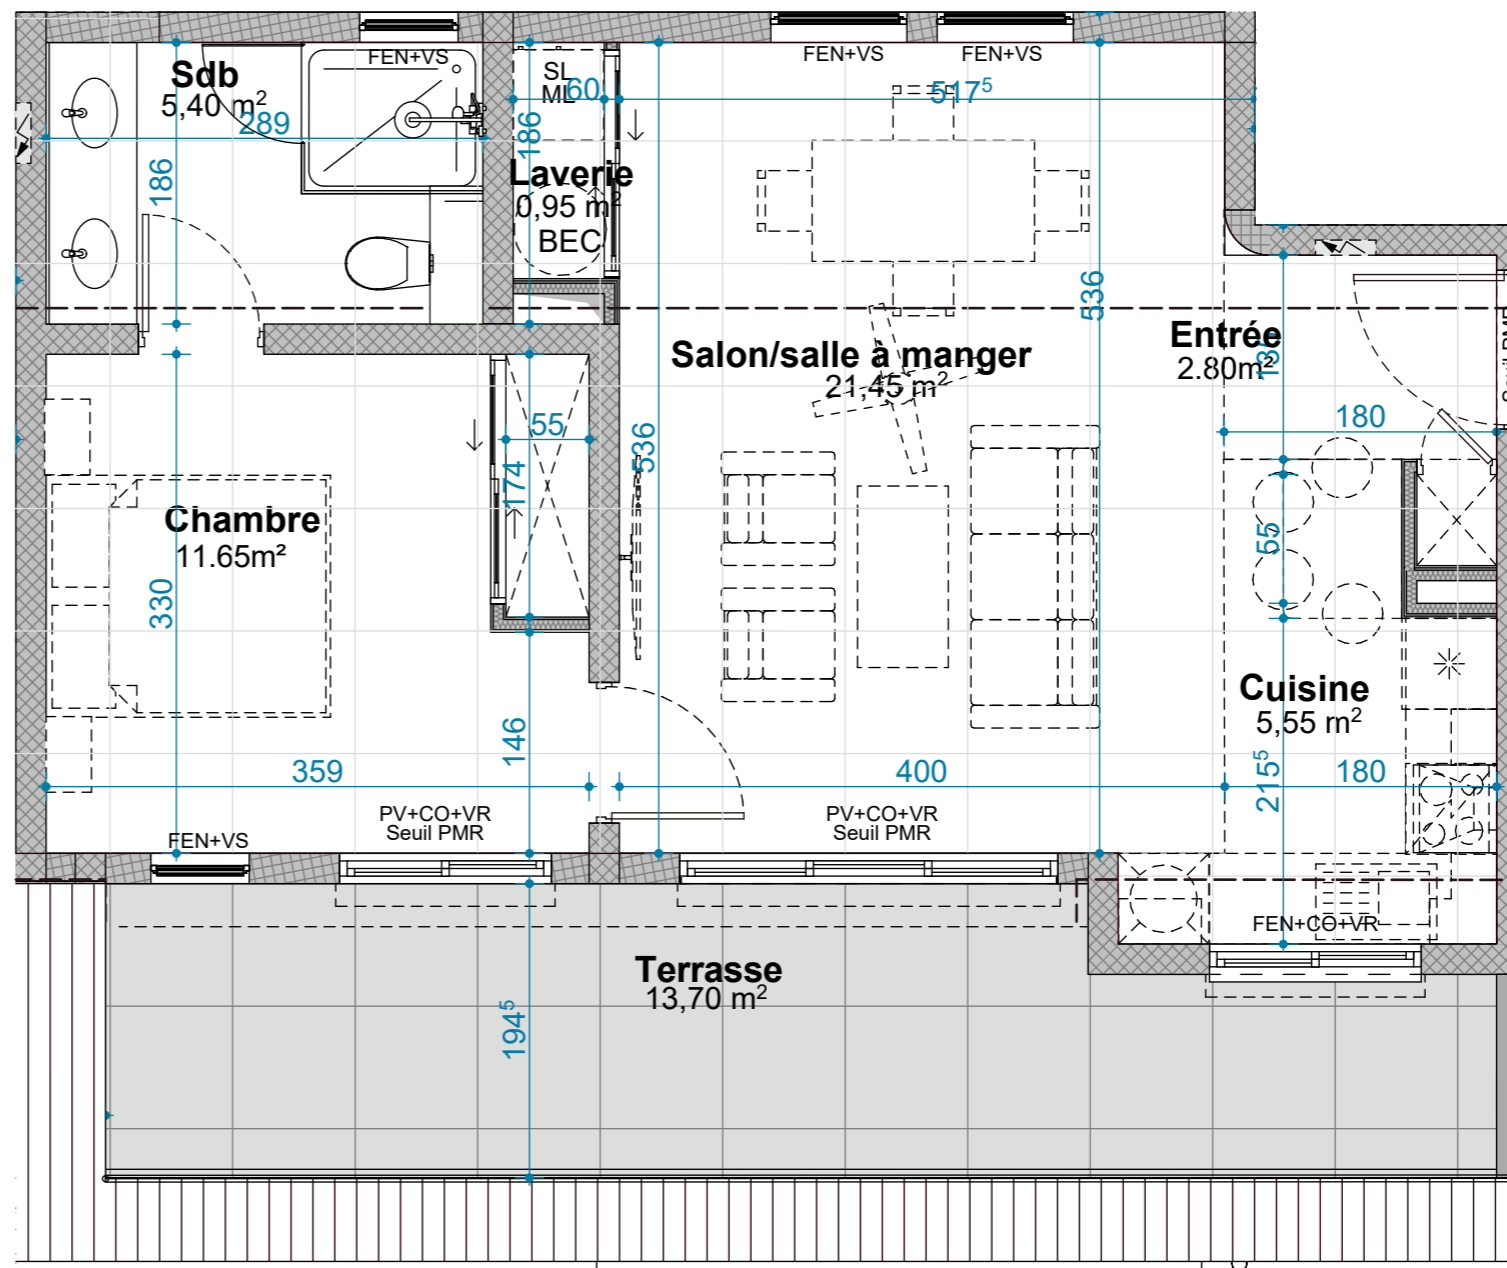 FEN+VS
Sdb
5,40 m²
289
186
SL
ML
60
186
Laverie
0,95 m²
BEC
FEN+VS
FEN+VS
517⁵
536
Salon/salle à manger
21,45 m²
536
Entrée
2.80m²
180
55
174
Chambre
11.65m²
330
146
359
FEN+VS
PV+CO+VR
Seuil PMR
400
PV+CO+VR
Seuil PMR
55
Cuisine
5,55 m²
215⁵
180
FEN+CO+VR
Terrasse
13,70 m²
194⁵